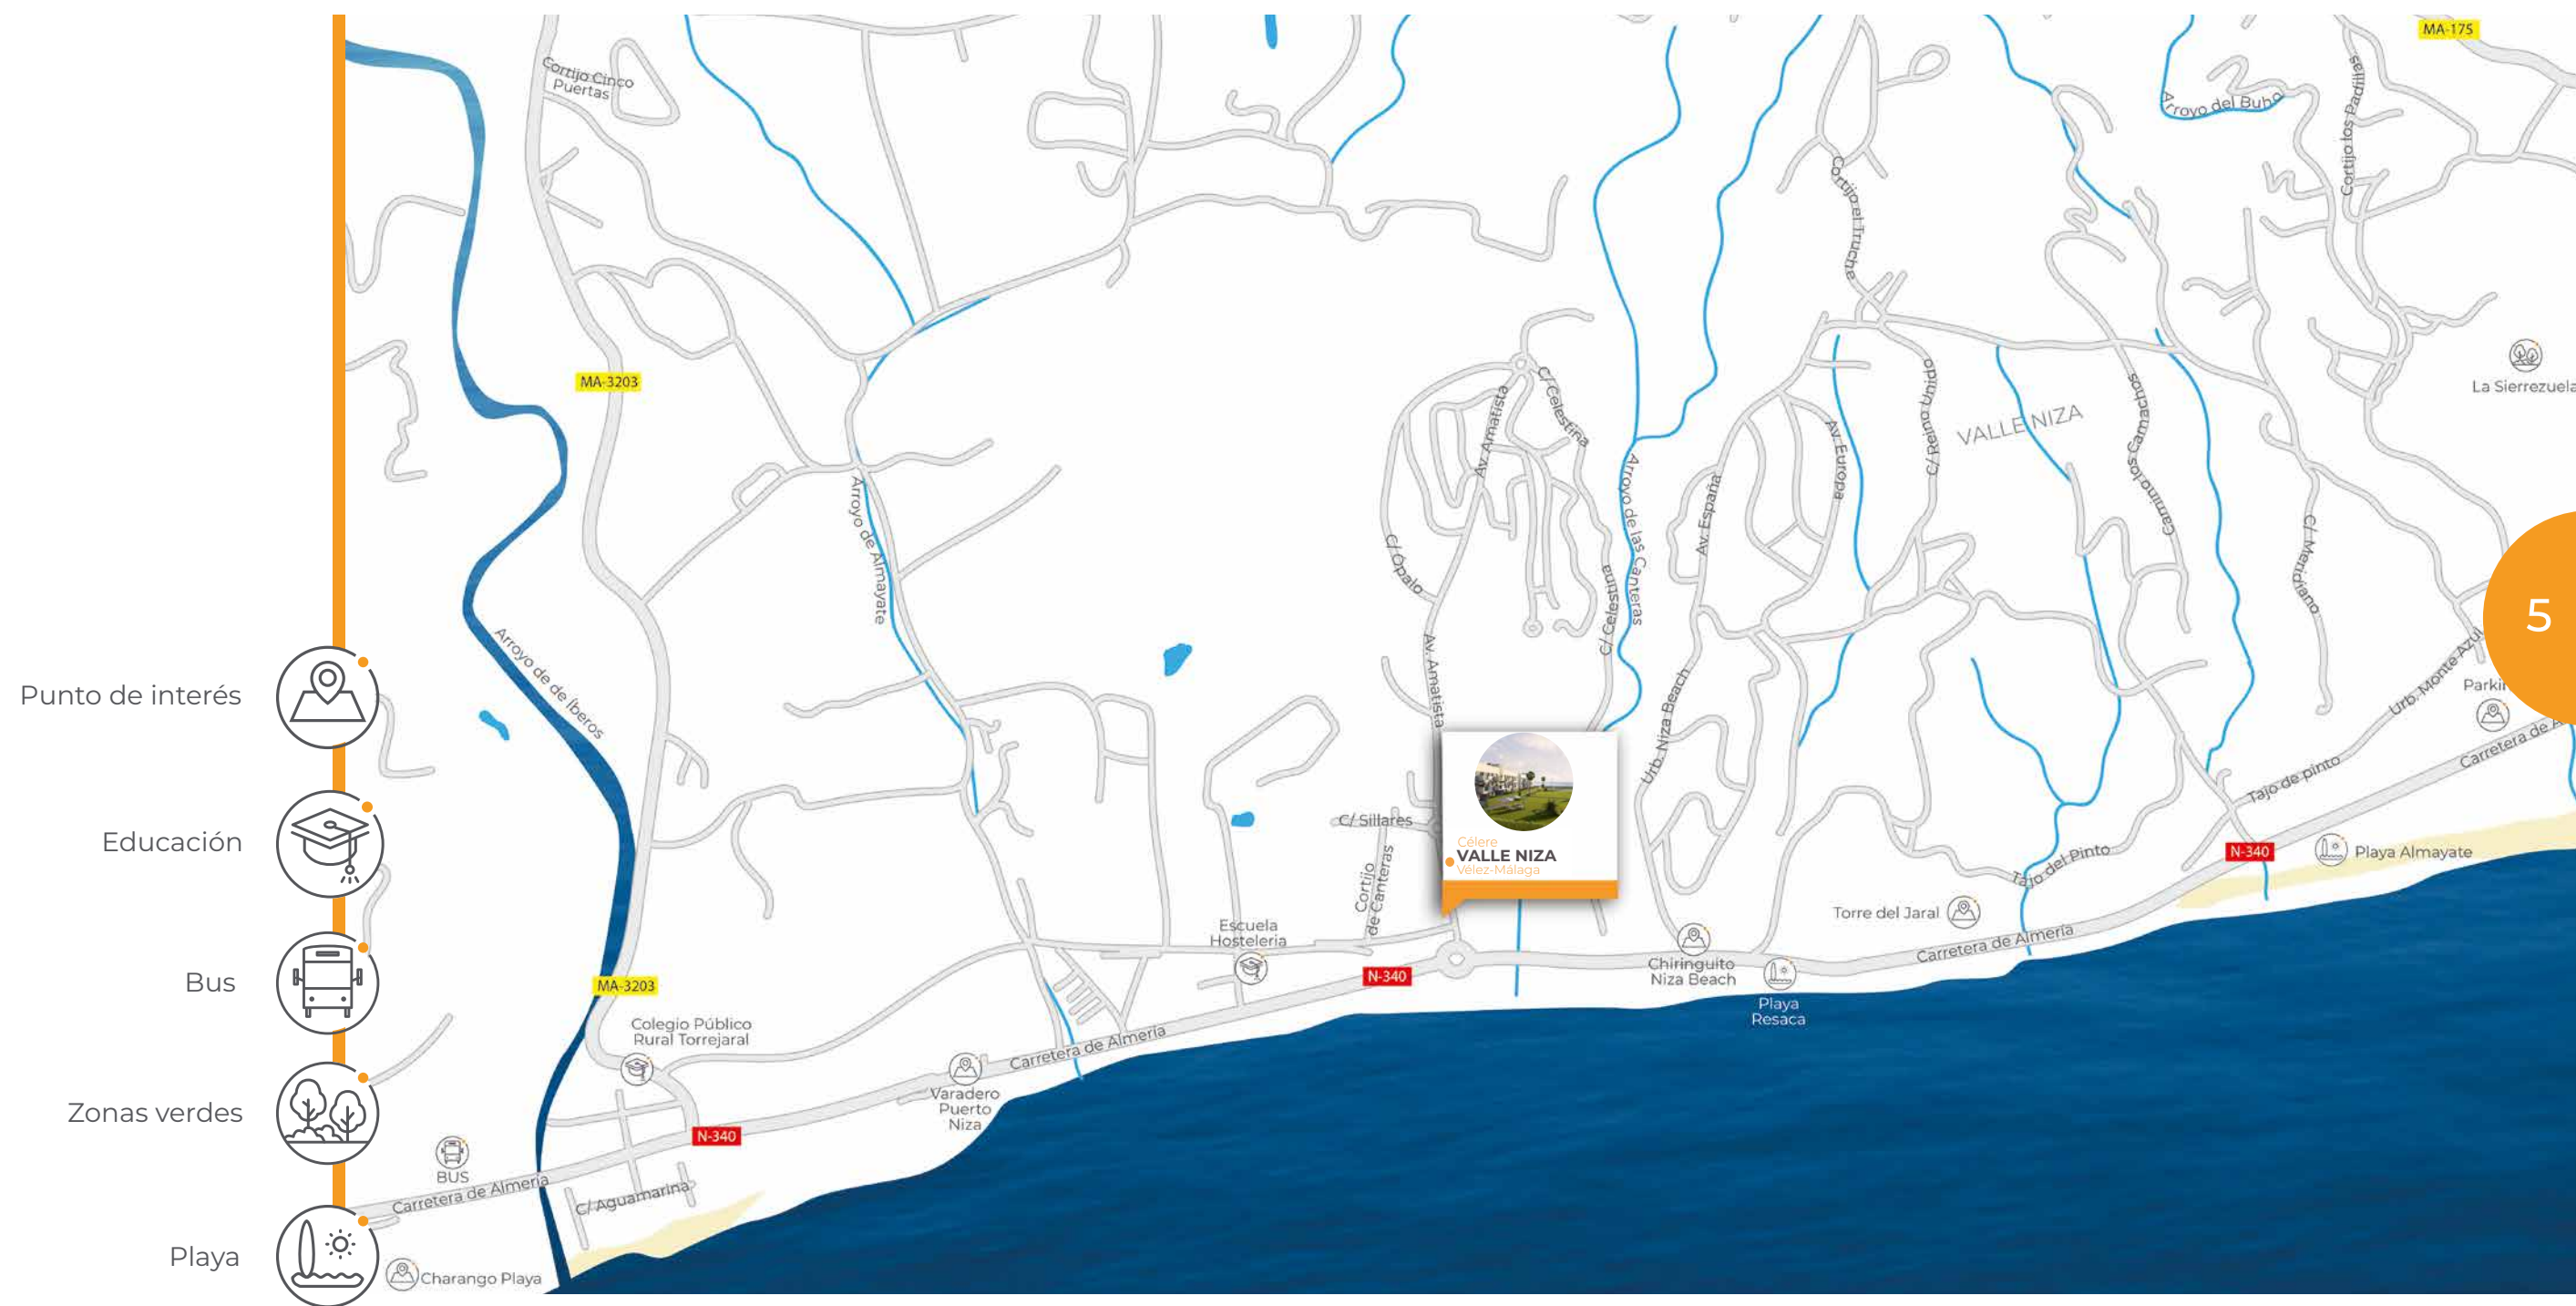 MA-175
Cortijo Cinco
Puertas
Arroyo del Buho
Cortijo los Padillas
Cortijo el Truche
La Sierrezuela
MA-3203
Av. Amatista
C/ Celestina
Av. Europa
C/ Reino Unido
VALLE NIZA
Camino los Camachos
Arroyo de Almayate
Arroyo de las Canteras
Av. España
C/ Ópalo
C/ Meridiano
5
Arroyo de de Íberos
C/ Celestina
Av. Amatista
Urb. Niza Beach
Urb. Monte Azul
Punto de interés
Carretera de A
Tajo de pinto
Célere
VALLE NIZA
Vélez-Málaga
C/ Sillares
Cortijo
de Canteras
Educación
N-340
Playa Almayate
Tajo del Pinto
Torre del Jaral
Carretera de Almería
Escuela
Hosteleria
Chiringuito
Niza Beach
N-340
Playa
Resaca
Bus
MA-3203
Colegio Público
Rural Torrejaral
Carretera de Almería
Varadero
Puerto
Niza
Zonas verdes
N-340
BUS
Carretera de Almería
C/ Aguamarina
Playa
Charango Playa